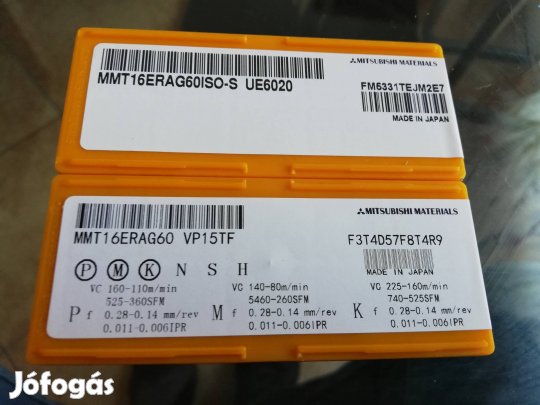 MITSUBISHI MATERIALS
MMT16ERAG60ISO-S UE6020
FM6331TEJM2E7
MADE IN JAPAN
MITSUBISHI MATERIALS
MMT16ERAG60 VP15TF
F3T4D57F8T4R9
MADE IN JAPAN
P M K N S H
VC 160-110m/min
525-360SFM
P f 0.28-0.14 mm/rev
0.011-0.006IPR
VC 140-80m/min
5460-260SFM
M f 0.28-0.14 mm/rev
0.011-0.006IPR
VC 225-160m/min
740-525SFM
K f 0.28-0.14 mm/rev
0.011-0.006IPR
Jófogás